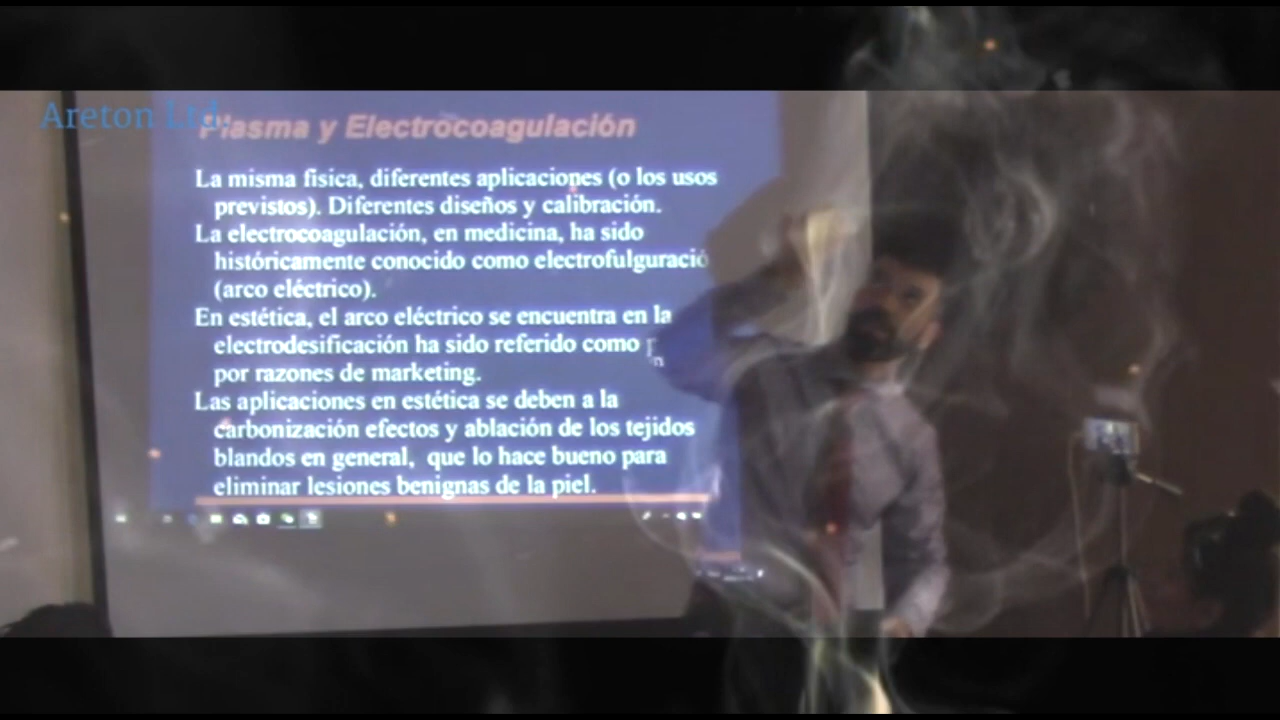 Areton Ltd.
Plasma y Electrocoagulación
La misma fisica, diferentes aplicaciones (o los usos
previstos). Diferentes diseños y calibración.
La electrocoagulación, en medicina, ha sido
históricamente conocido como electrofulguració
(arco eléctrico).
En estética, el arco eléctrico se encuentra en la
electrodesificación ha sido referido como
por razones de marketing.
Las aplicaciones en estética se deben a la
carbonización efectos y ablación de los tejidos
blandos en general, que lo hace bueno para
eliminar lesiones benignas de la piel.